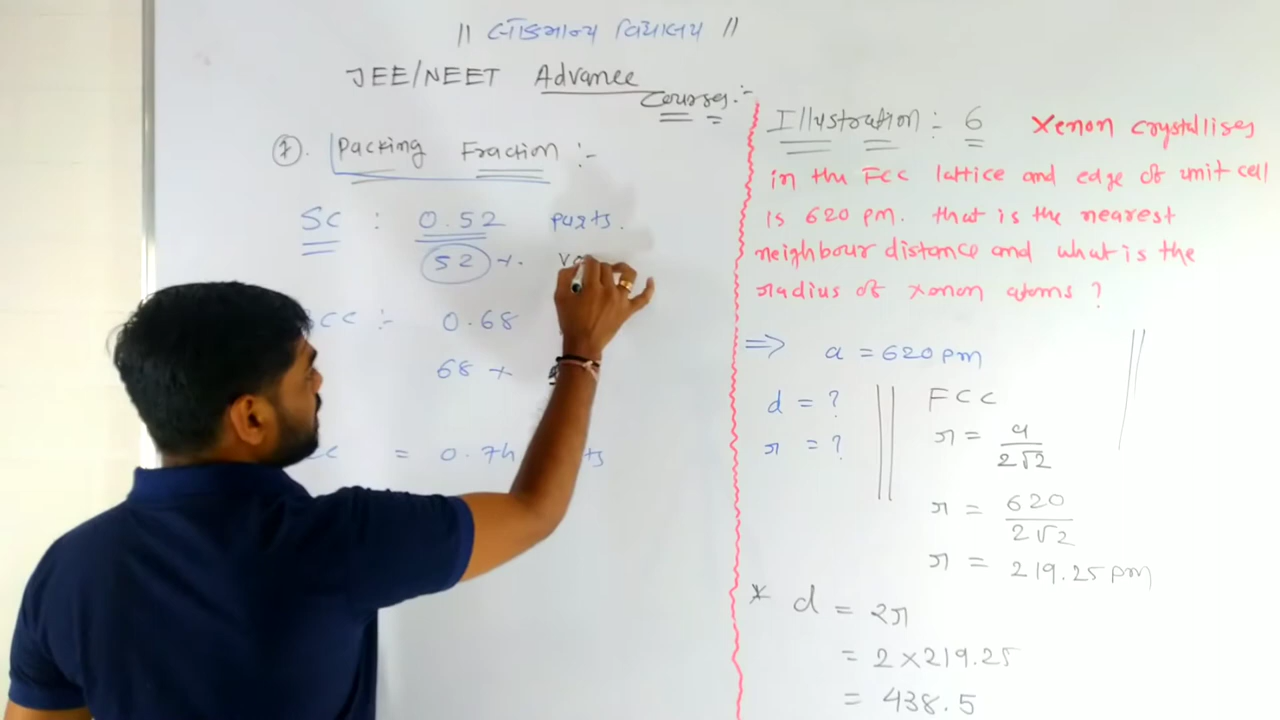 || લોકમાન્ય વિદ્યાલય ||
JEE/NEET Advance
Courses:-
7. Packing Fraction :-
SC : 0.52 parts.
52 %.
CC :- 0.68
68 %
= 0.74
Illustration :- 6 Xenon crystallises
in the FCC lattice and edge of unit cell
is 620 pm. that is the nearest
neighbour distance and what is the
radius of xenon atoms ?
⇒ a = 620 pm
d = ?
r = ?
FCC
r = a/2√2
r = 620/2√2
r = 219.25 pm
* d = 2r
= 2 × 219.25
= 438.5